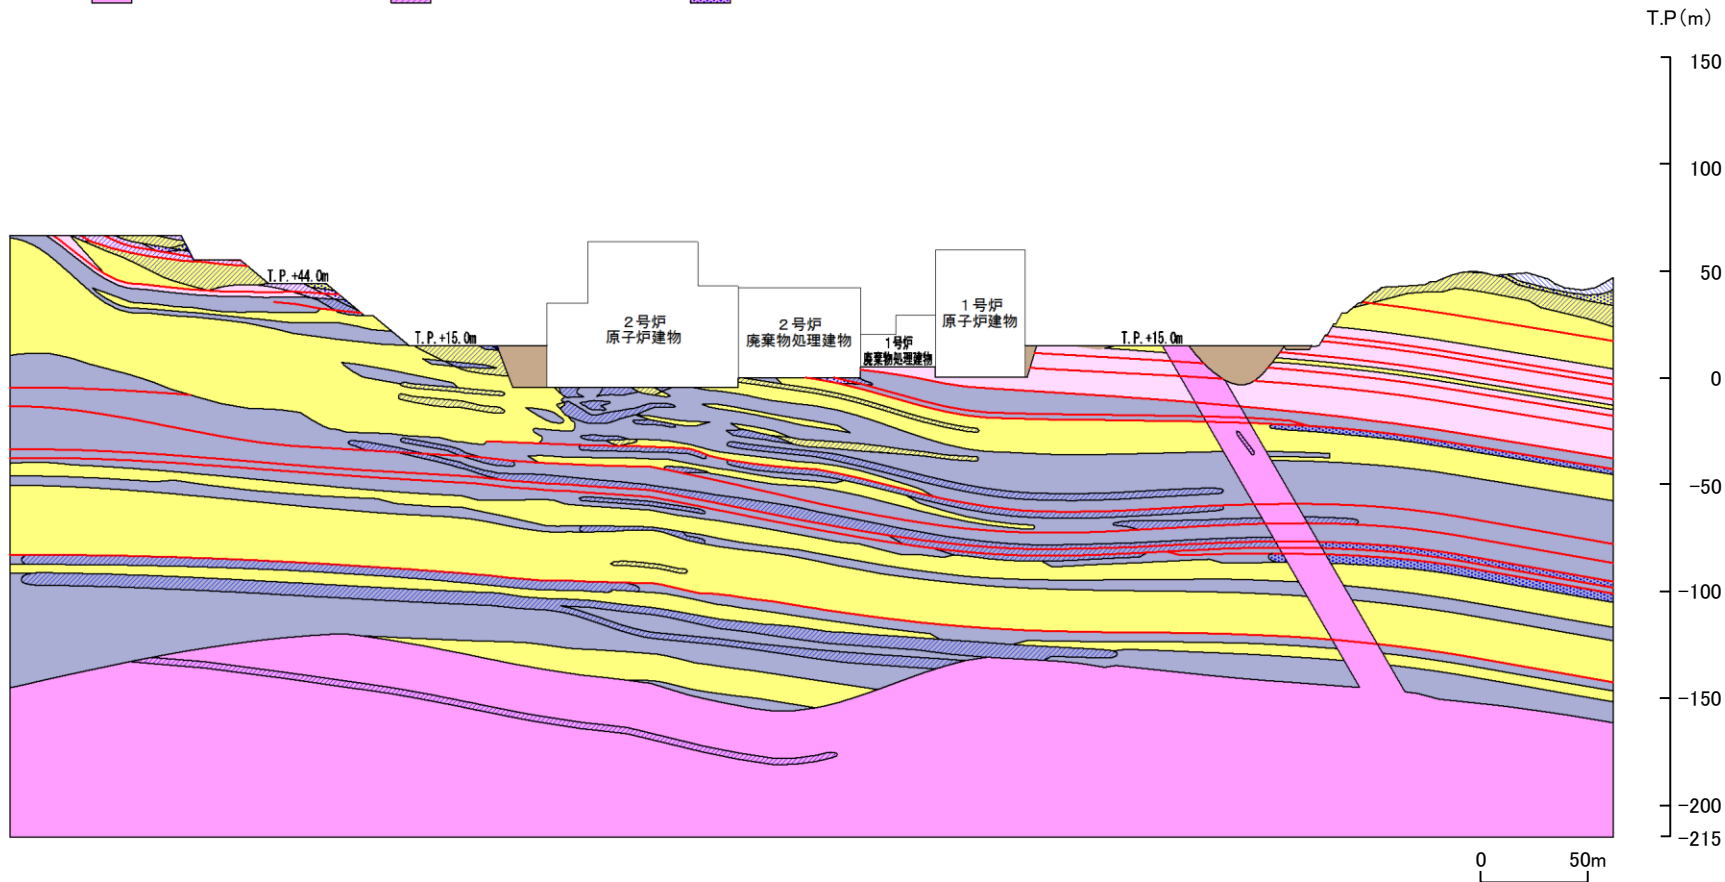 T.P(m)
150
100
50
0
-50
-100
-150
-200
-215
T.P.+44.0m
T.P.+15.0m
2号炉
原子炉建物
2号炉
廃棄物処理建物
1号炉
廃棄物処理建物
1号炉
原子炉建物
T.P.+15.0m
0 50m